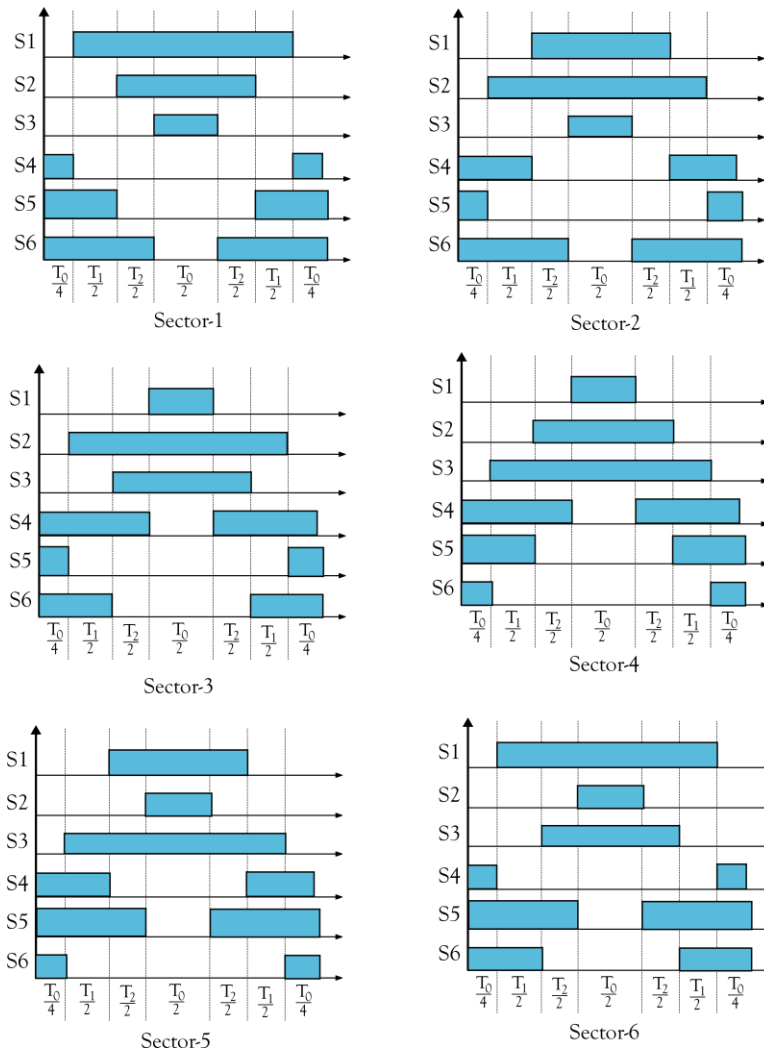 S1
S2
S3
S4
S5
S6
T0/4 T1/2 T2/2 T0/2 T2/2 T1/2 T0/4
Sector-1
S1
S2
S3
S4
S5
S6
T0/4 T1/2 T2/2 T0/2 T2/2 T1/2 T0/4
Sector-2
S1
S2
S3
S4
S5
S6
T0/4 T1/2 T2/2 T0/2 T2/2 T1/2 T0/4
Sector-3
S1
S2
S3
S4
S5
S6
T0/4 T1/2 T2/2 T0/2 T2/2 T1/2 T0/4
Sector-4
S1
S2
S3
S4
S5
S6
T0/4 T1/2 T2/2 T0/2 T2/2 T1/2 T0/4
Sector-5
S1
S2
S3
S4
S5
S6
T0/4 T1/2 T2/2 T0/2 T2/2 T1/2 T0/4
Sector-6